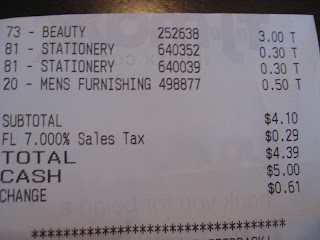 73 - BEAUTY 252638 3.00 T
81 - STATIONERY 640352 0.30 T
81 - STATIONERY 640039 0.30 T
20 - MENS FURNISHING 498877 0.50 T
SUBTOTAL $4.10
FL 7.000% Sales Tax $0.29
TOTAL $4.39
CASH $5.00
CHANGE $0.61
******************************